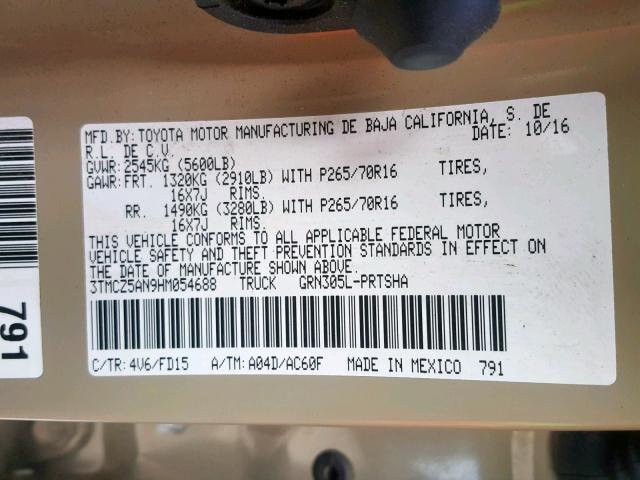 MFD.BY:TOYOTA MOTOR MANUFACTURING DE BAJA CALIFORNIA, S. DE
R.L. DE C.V. DATE: 10/16
GVWR:2545KG (5600LB)
GAWR:FRT. 1320KG (2910LB) WITH P265/70R16 TIRES,
16X7J RIMS.
RR. 1490KG (3280LB) WITH P265/70R16 TIRES,
16X7J RIMS.
THIS VEHICLE CONFORMS TO ALL APPLICABLE FEDERAL MOTOR
VEHICLE SAFETY AND THEFT PREVENTION STANDARDS IN EFFECT ON
THE DATE OF MANUFACTURE SHOWN ABOVE.
3TMCZ5AN9HM054688 TRUCK GRN305L-PRTSHA
C/TR: 4V6/FD15 A/TM: A04D/AC60F MADE IN MEXICO 791
791